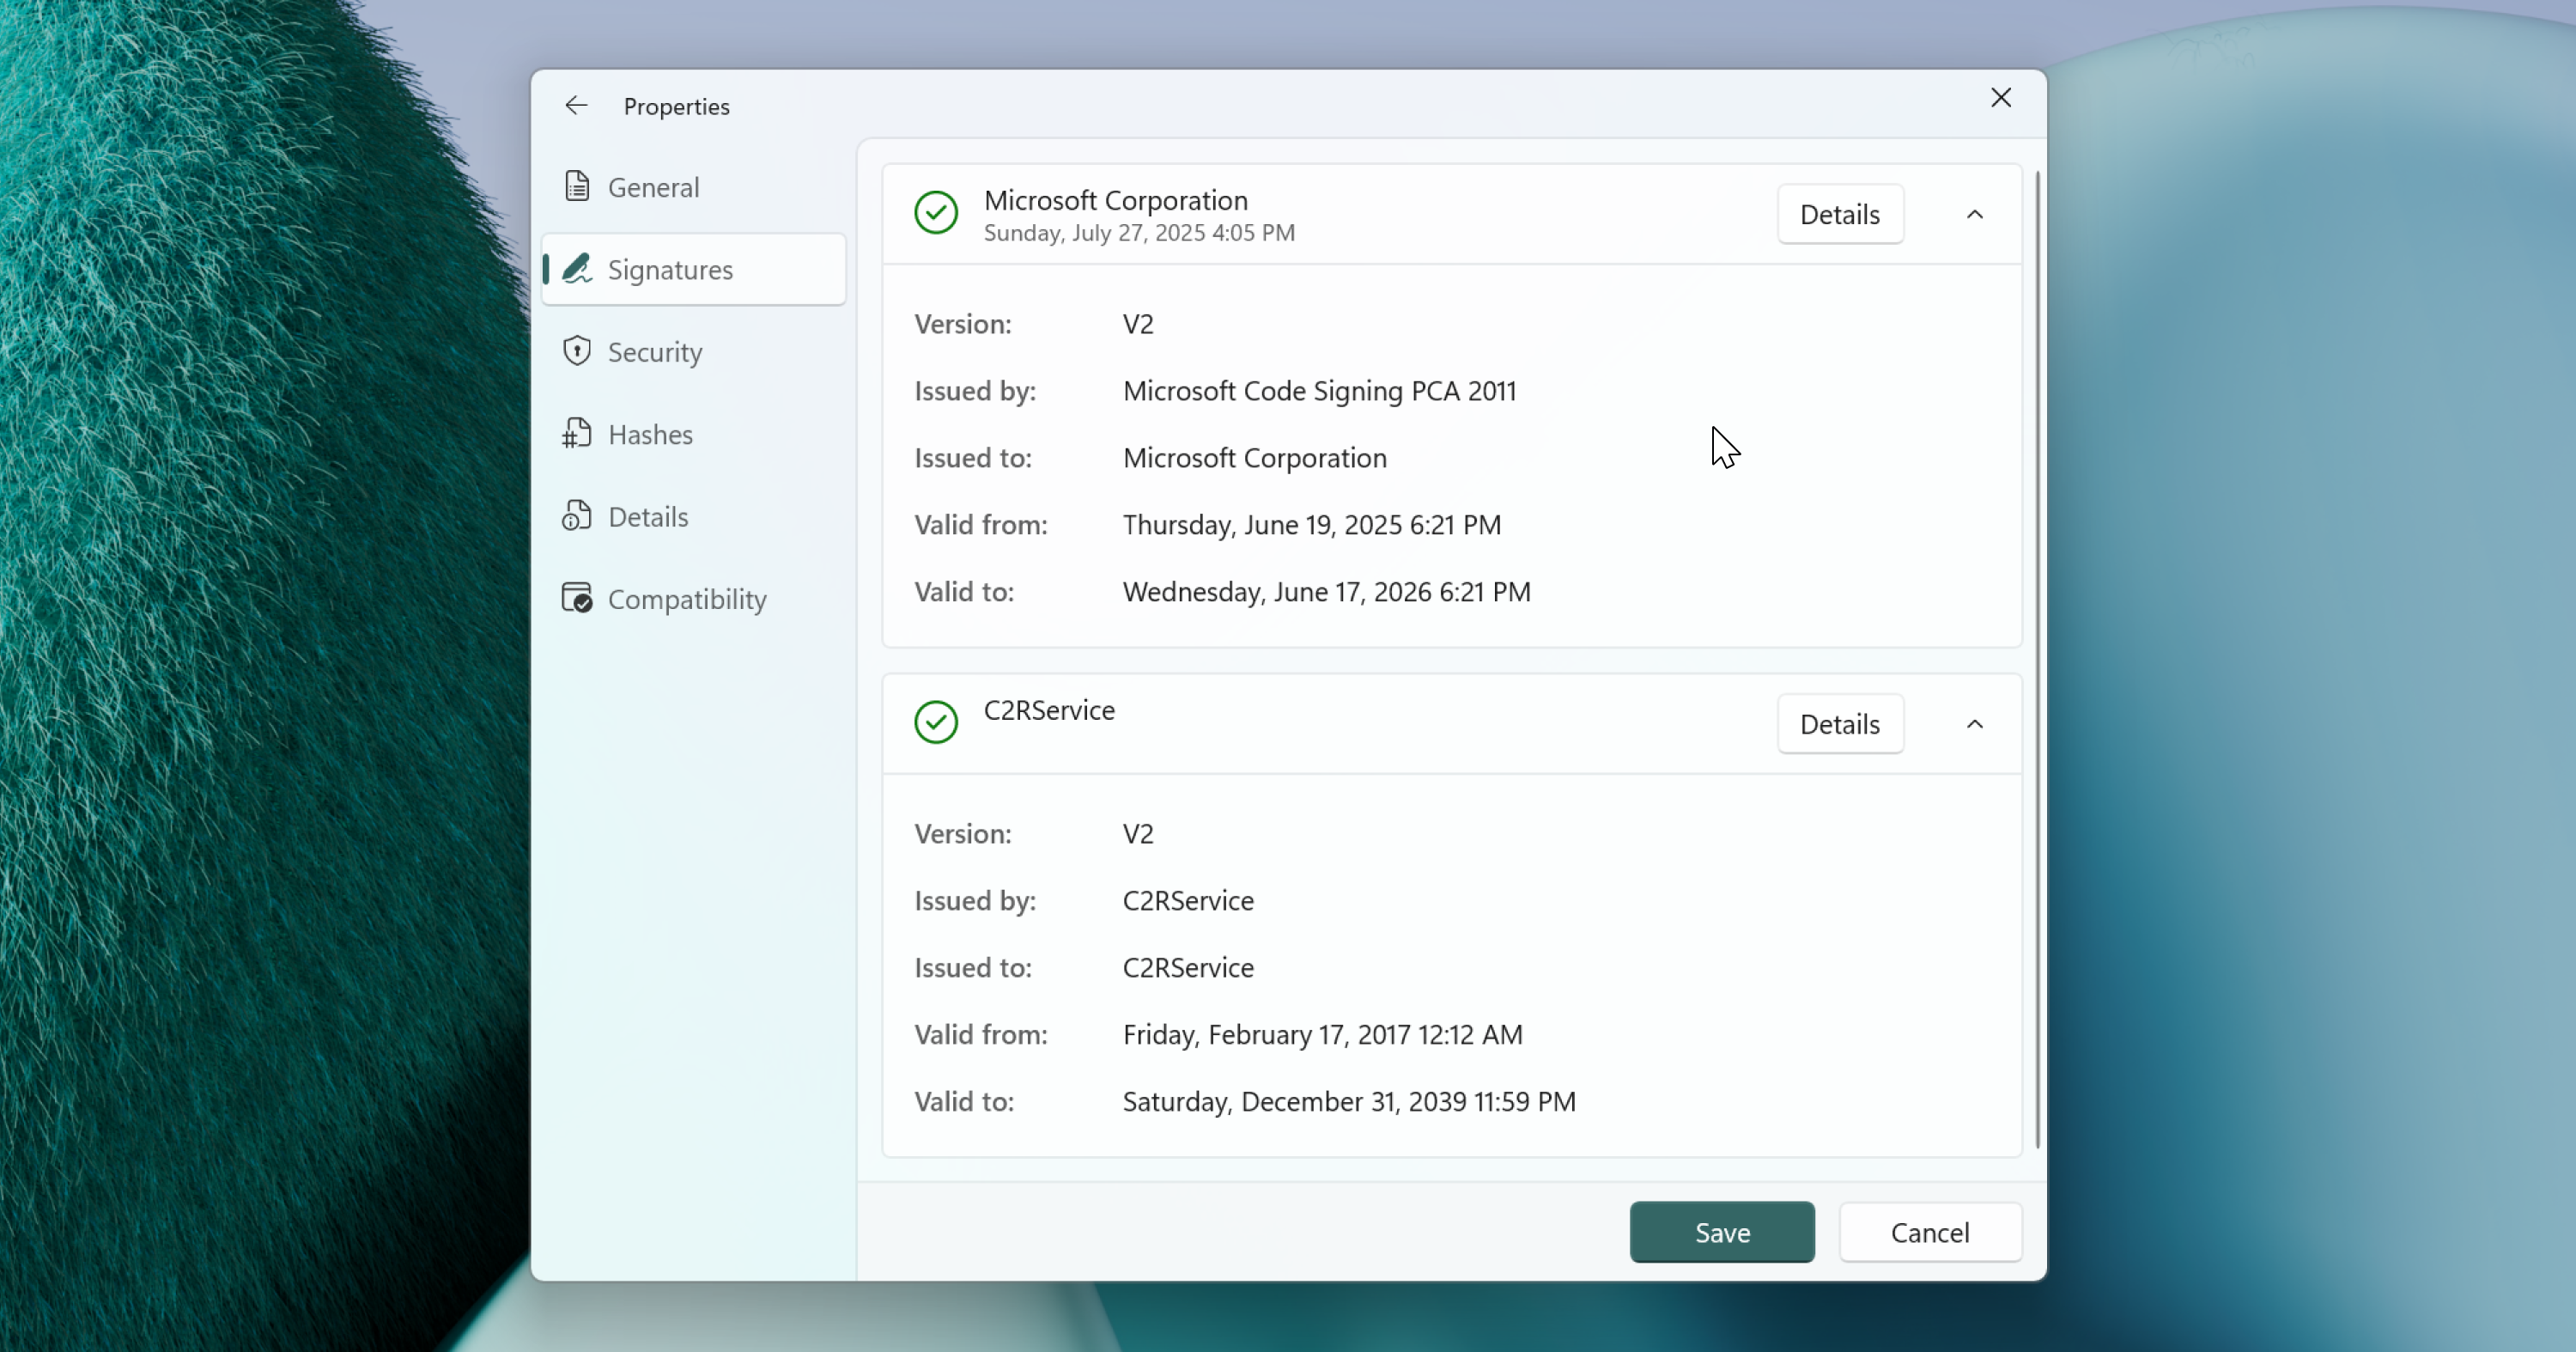 Properties
General
Signatures
Security
Hashes
Details
Compatibility
Microsoft Corporation
Sunday, July 27, 2025 4:05 PM
Details
Version: V2
Issued by: Microsoft Code Signing PCA 2011
Issued to: Microsoft Corporation
Valid from: Thursday, June 19, 2025 6:21 PM
Valid to: Wednesday, June 17, 2026 6:21 PM
C2RService
Details
Version: V2
Issued by: C2RService
Issued to: C2RService
Valid from: Friday, February 17, 2017 12:12 AM
Valid to: Saturday, December 31, 2039 11:59 PM
Save Cancel